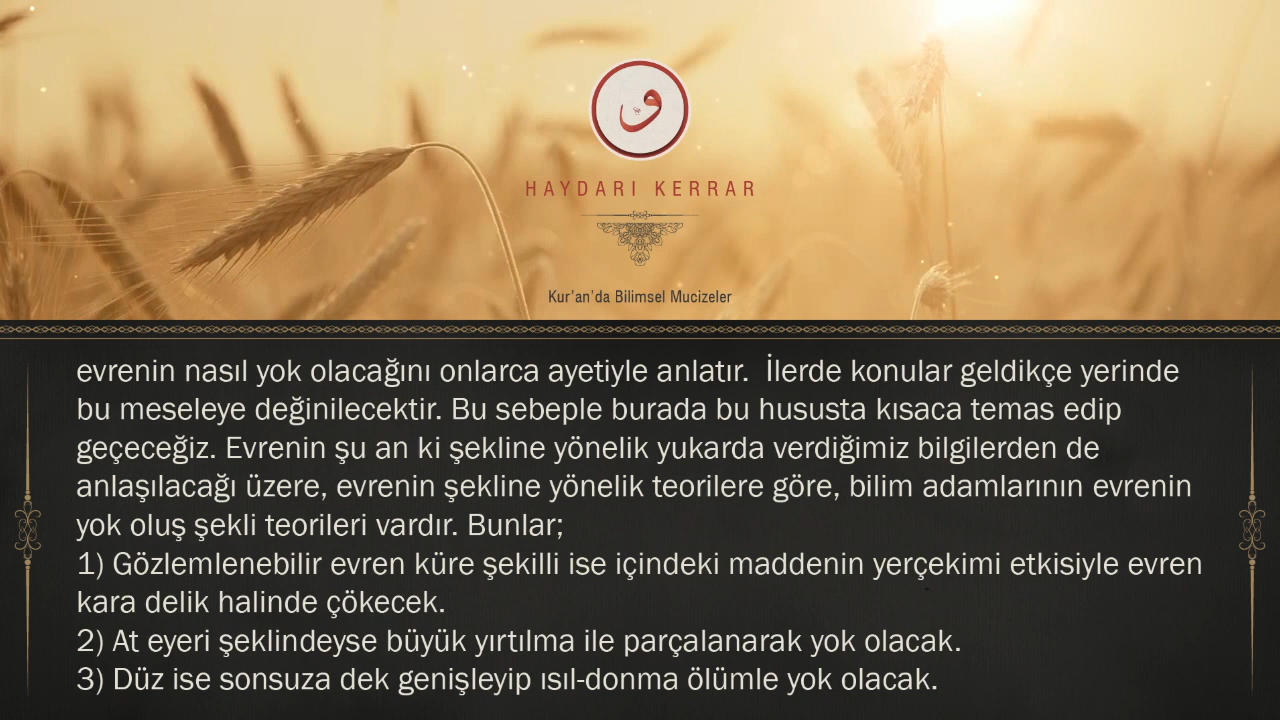 و
HAYDARI KERRAR
Kur'an'da Bilimsel Mucizeler
evrenin nasıl yok olacağını onlarca ayetiyle anlatır.  İlerde konular geldikçe yerinde
bu meseleye değinilecektir. Bu sebeple burada bu hususta kısaca temas edip
geçeceğiz. Evrenin şu an ki şekline yönelik yukarda verdiğimiz bilgilerden de
anlaşılacağı üzere, evrenin şekline yönelik teorilere göre, bilim adamlarının evrenin
yok oluş şekli teorileri vardır. Bunlar;
1) Gözlemlenebilir evren küre şekilli ise içindeki maddenin yerçekimi etkisiyle evren
kara delik halinde çökecek.
2) At eyeri şeklindeyse büyük yırtılma ile parçalanarak yok olacak.
3) Düz ise sonsuza dek genişleyip ısıl-donma ölümle yok olacak.